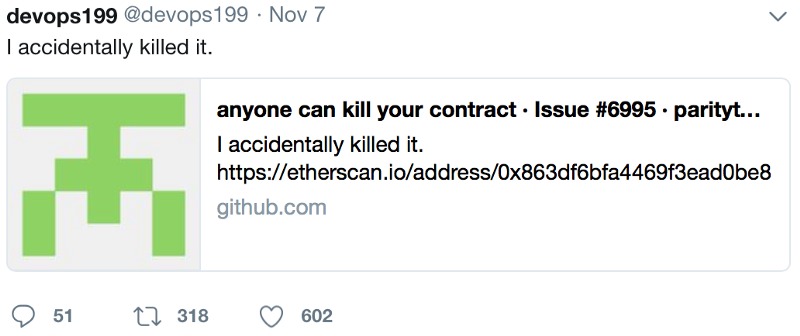 devops199 @devops199 · Nov 7
I accidentally killed it.
anyone can kill your contract · Issue #6995 · parityt...
I accidentally killed it.
https://etherscan.io/address/0x863df6bfa4469f3ead0be8
github.com
51 318 602